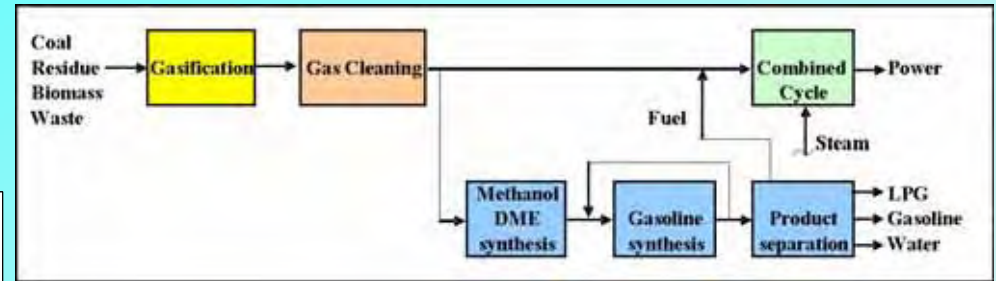 Coal
Residue
Biomass
Waste
Gasification
Gas Cleaning
Combined
Cycle
Power
Fuel
Steam
Methanol
DME
synthesis
Gasoline
synthesis
Product
separation
LPG
Gasoline
Water